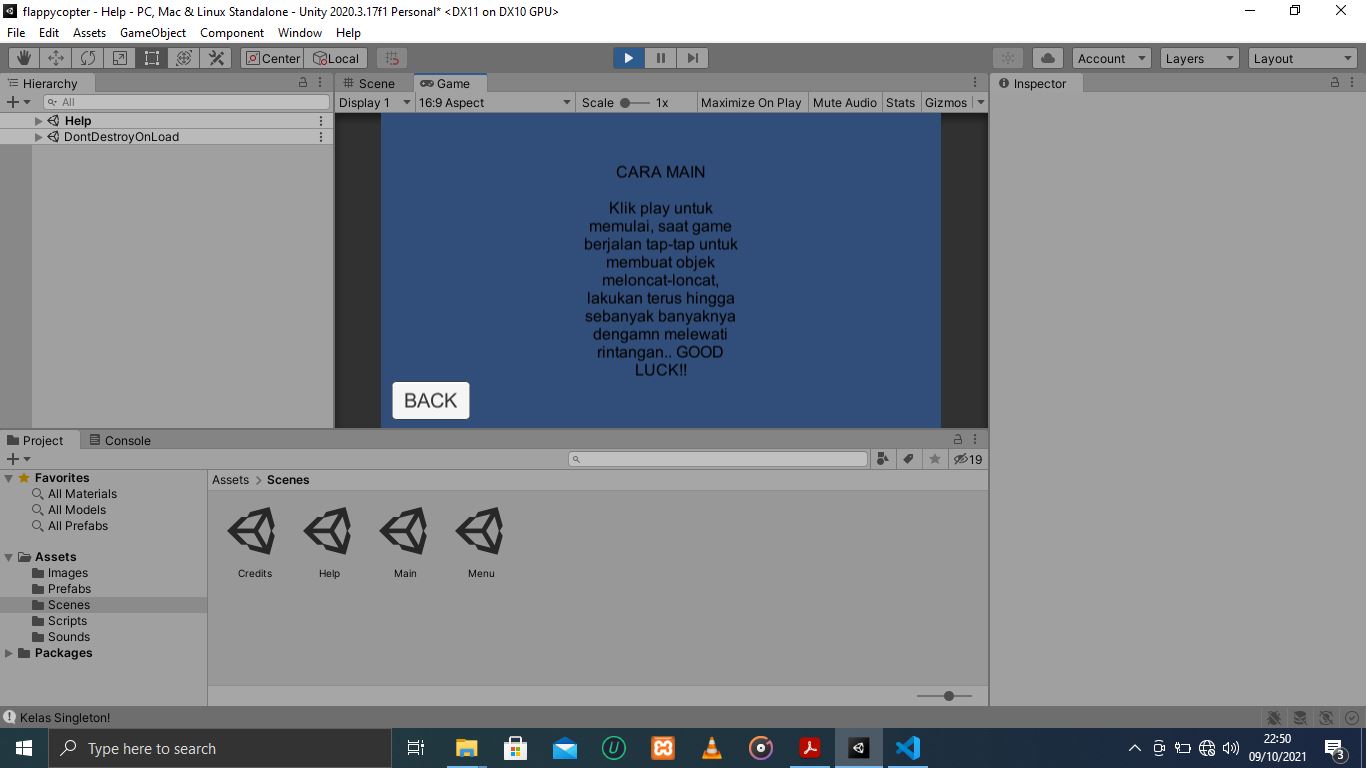 flappycopter - Help - PC, Mac & Linux Standalone - Unity 2020.3.17f1 Personal* <DX11 on DX10 GPU>
File Edit Assets GameObject Component Window Help
Center Local Account Layers Layout
Hierarchy
All
Help
DontDestroyOnLoad
Scene Game
Display 1 16:9 Aspect Scale 1x Maximize On Play Mute Audio Stats Gizmos
CARA MAIN
Klik play untuk
memulai, saat game
berjalan tap-tap untuk
membuat objek
meloncat-loncat,
lakukan terus hingga
sebanyak banyaknya
dengamn melewati
rintangan.. GOOD
LUCK!!
BACK
Inspector
Project Console
19
Favorites
All Materials
All Models
All Prefabs
Assets
Images
Prefabs
Scenes
Scripts
Sounds
Packages
Assets > Scenes
Credits Help Main Menu
Kelas Singleton!
Type here to search
22:50
09/10/2021
3